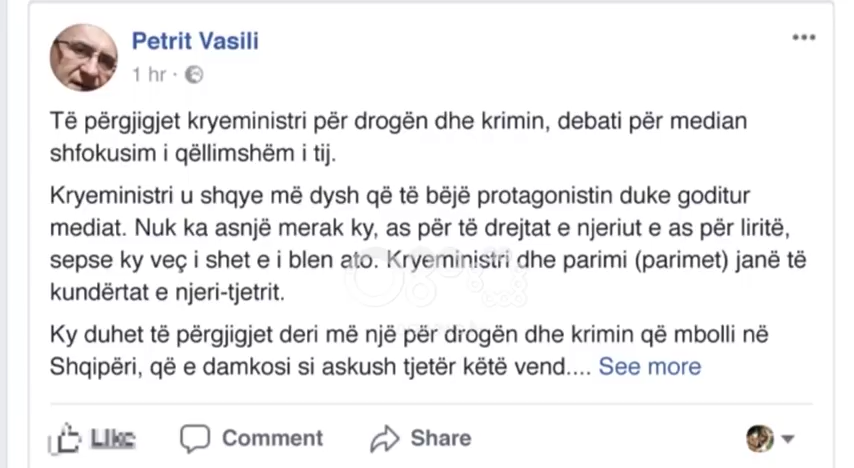 Petrit Vasili
1 hr ·
Të përgjigjet kryeministri për drogën dhe krimin, debati për median
shfokusim i qëllimshëm i tij.
Kryeministri u shqye më dysh që të bëjë protagonistin duke goditur
mediat. Nuk ka asnjë merak ky, as për të drejtat e njeriut e as për liritë,
sepse ky veç i shet e i blen ato. Kryeministri dhe parimi (parimet) janë të
kundërtat e njeri-tjetrit.
Ky duhet të përgjigjet deri më një për drogën dhe krimin që mbolli në
Shqipëri, që e damkosi si askush tjetër këtë vend.... See more
Like Comment Share